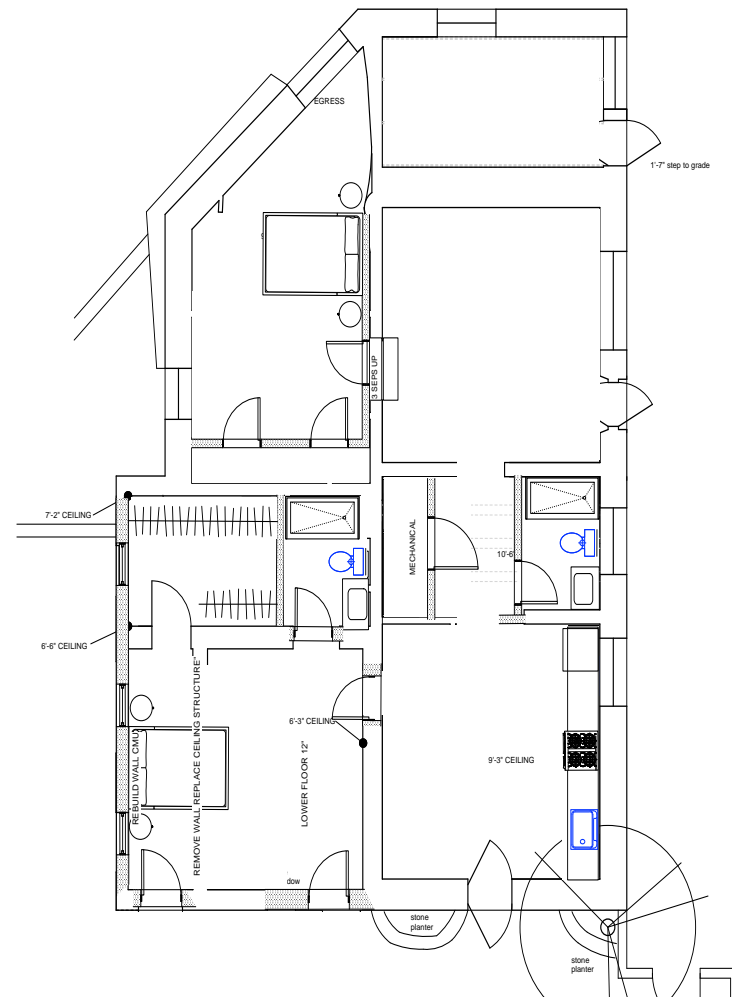 EGRESS
1'-7" step to grade
3 SEPS UP
7'-2" CEILING
MECHANICAL
10'-6
6'-6" CEILING
6'-3" CEILING
REBUILD WALL CMU
REMOVE WALL REPLACE CEILING STRUCTURE"
LOWER FLOOR 12"
9'-3" CEILING
dow
stone
planter
stone
planter